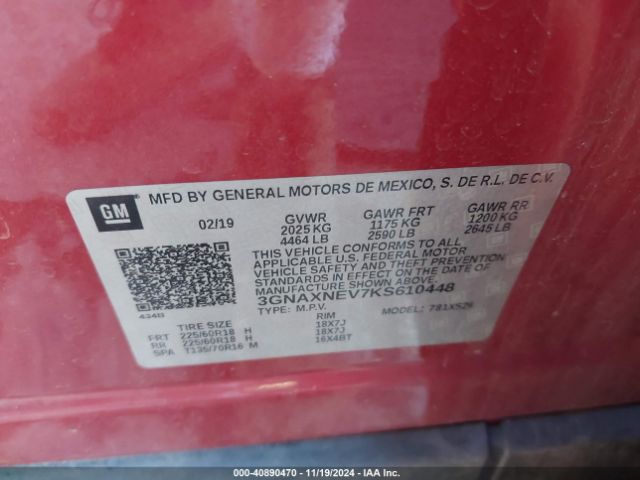 GM
MFD BY GENERAL MOTORS DE MEXICO, S. DE R.L. DE C.V.
02/19 GVWR GAWR FRT GAWR RR
2025 KG 1175 KG 1200 KG
4464 LB 2590 LB 2645 LB
THIS VEHICLE CONFORMS TO ALL
APPLICABLE U.S. FEDERAL MOTOR
VEHICLE SAFETY AND THEFT PREVENTION
STANDARDS IN EFFECT ON THE DATE OF
MANUFACTURE SHOWN ABOVE.
3GNAXNEV7KS610448
434B TYPE: M.P.V. MODEL: 781XS26
TIRE SIZE RIM
FRT 225/60R18 H 18X7J
RR 225/60R18 H 18X7J
SPA T135/70R16 M 16X4BT
000-40890470 - 11/19/2024 - IAA Inc.